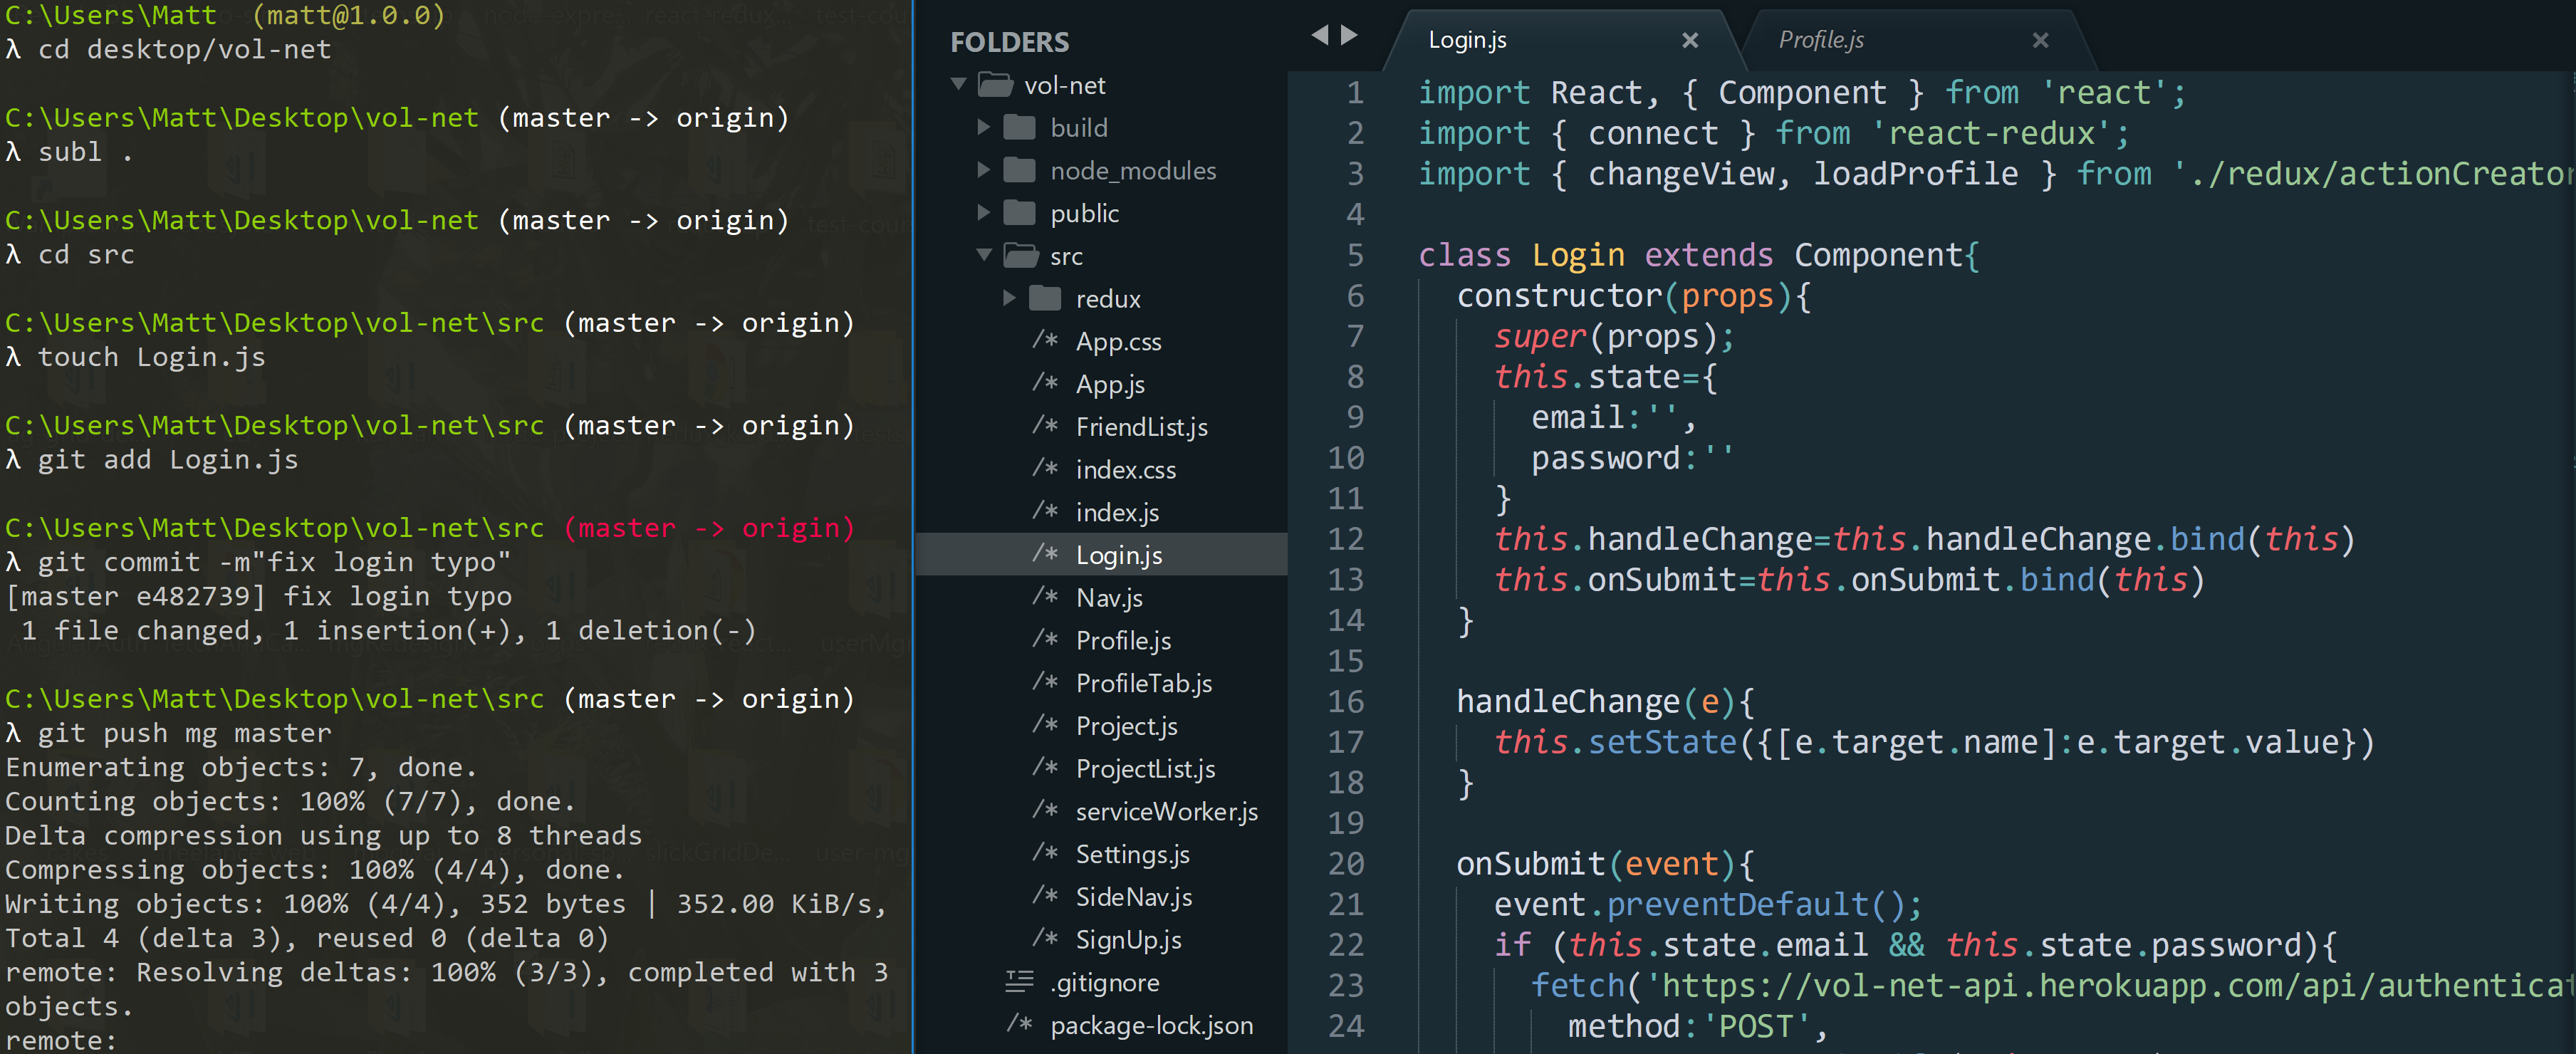 C:\Users\Matt (matt@1.0.0)
λ cd desktop/vol-net
C:\Users\Matt\Desktop\vol-net (master -> origin)
λ subl .
C:\Users\Matt\Desktop\vol-net (master -> origin)
λ cd src
C:\Users\Matt\Desktop\vol-net\src (master -> origin)
λ touch Login.js
C:\Users\Matt\Desktop\vol-net\src (master -> origin)
λ git add Login.js
C:\Users\Matt\Desktop\vol-net\src (master -> origin)
λ git commit -m"fix login typo"
[master e482739] fix login typo
1 file changed, 1 insertion(+), 1 deletion(-)
C:\Users\Matt\Desktop\vol-net\src (master -> origin)
λ git push mg master
Enumerating objects: 7, done.
Counting objects: 100% (7/7), done.
Delta compression using up to 8 threads
Compressing objects: 100% (4/4), done.
Writing objects: 100% (4/4), 352 bytes | 352.00 KiB/s,
Total 4 (delta 3), reused 0 (delta 0)
remote: Resolving deltas: 100% (3/3), completed with 3
objects.
remote:
FOLDERS
vol-net
build
node_modules
public
src
redux
/* App.css
/* App.js
/* FriendList.js
/* index.css
/* index.js
/* Login.js
/* Nav.js
/* Profile.js
/* ProfileTab.js
/* Project.js
/* ProjectList.js
/* serviceWorker.js
/* Settings.js
/* SideNav.js
/* SignUp.js
.gitignore
/* package-lock.json
Login.js × Profile.js ×
1 import React, { Component } from 'react';
2 import { connect } from 'react-redux';
3 import { changeView, loadProfile } from './redux/actionCreator
4
5 class Login extends Component{
6 constructor(props){
7 super(props);
8 this.state={
9 email:'',
10 password:''
11 }
12 this.handleChange=this.handleChange.bind(this)
13 this.onSubmit=this.onSubmit.bind(this)
14 }
15
16 handleChange(e){
17 this.setState({[e.target.name]:e.target.value})
18 }
19
20 onSubmit(event){
21 event.preventDefault();
22 if (this.state.email && this.state.password){
23 fetch('https://vol-net-api.herokuapp.com/api/authenticat
24 method:'POST',